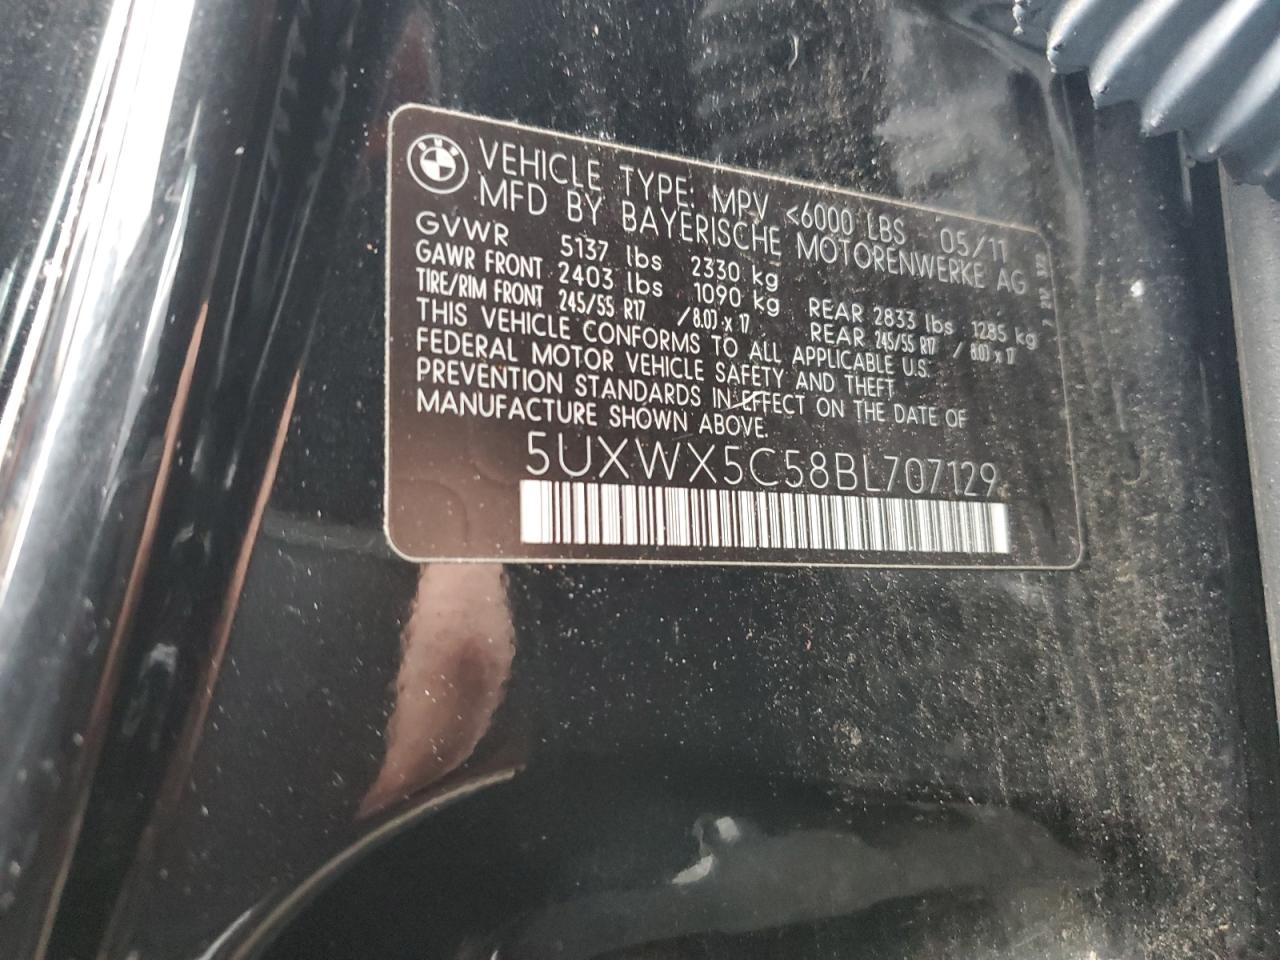 BMW
VEHICLE TYPE: MPV <6000 LBS 05/11
MFD BY BAYERISCHE MOTORENWERKE AG
GVWR 5137 lbs 2330 kg
GAWR FRONT 2403 lbs 1090 kg REAR 2833 lbs 1285 kg
TIRE/RIM FRONT 245/55 R17 /8.0J x 17 REAR 245/55 R17 /8.0J x 17
THIS VEHICLE CONFORMS TO ALL APPLICABLE U.S.
FEDERAL MOTOR VEHICLE SAFETY AND THEFT
PREVENTION STANDARDS IN EFFECT ON THE DATE OF
MANUFACTURE SHOWN ABOVE.
5UXWX5C58BL707129